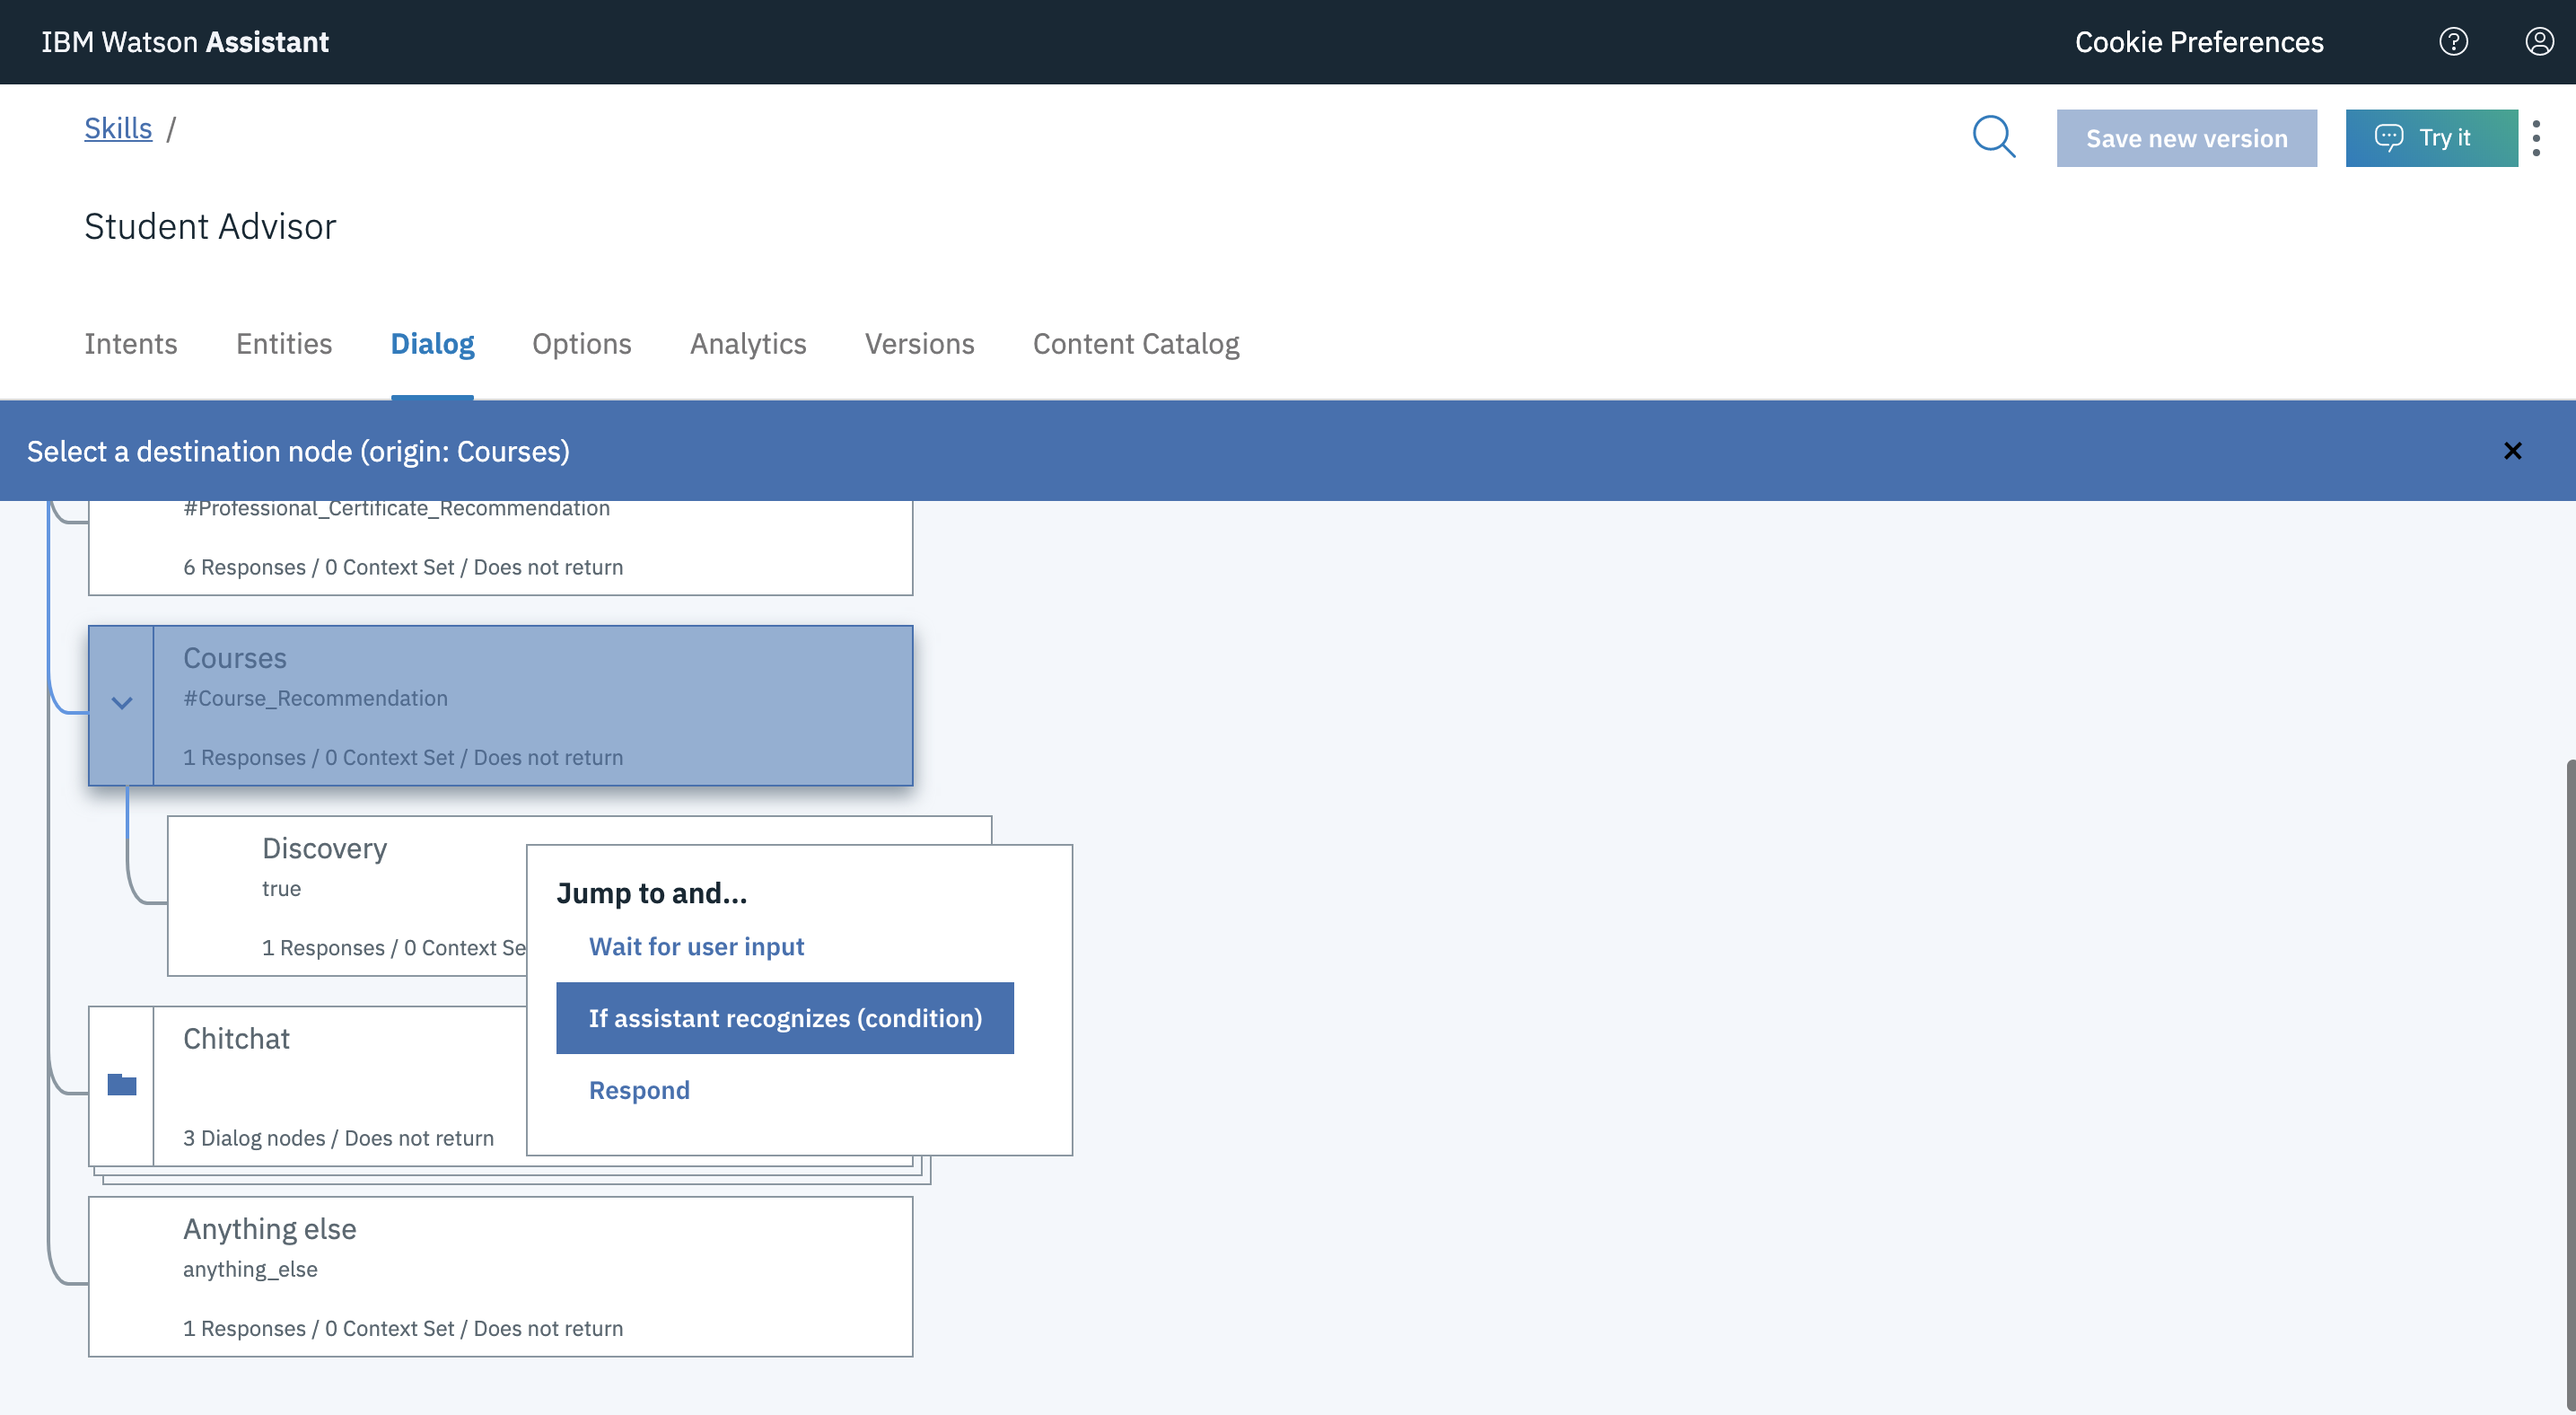 IBM Watson Assistant
Cookie Preferences
Skills /
Save new version
Try it
Student Advisor
Intents
Entities
Dialog
Options
Analytics
Versions
Content Catalog
Select a destination node (origin: Courses)
#Professional_Certificate_Recommendation
6 Responses / 0 Context Set / Does not return
Courses
#Course_Recommendation
1 Responses / 0 Context Set / Does not return
Discovery
true
1 Responses / 0 Context Se
Jump to and...
Wait for user input
If assistant recognizes (condition)
Respond
Chitchat
3 Dialog nodes / Does not return
Anything else
anything_else
1 Responses / 0 Context Set / Does not return